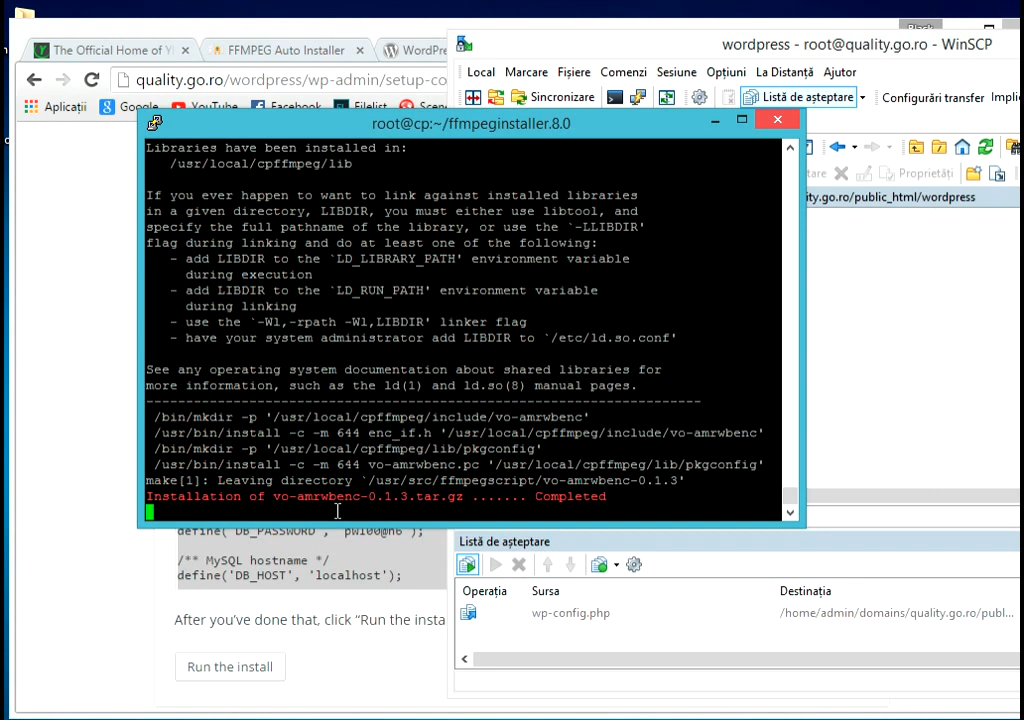 Black
The Official Home of Y
FFMPEG Auto Installer
WordPre
wordpress - root@quality.go.ro - WinSCP
quality.go.ro/wordpress/wp-admin/setup-co
Local Marcare Fișiere Comenzi Sesiune Opțiuni La Distanță Ajutor
Aplicații Google YouTube Facebook Filelist Scen
Sincronizare Listă de așteptare Configurări transfer Impli
root@cp:~/ffmpeginstaller.8.0
tare Proprietăți
ity.go.ro/public_html/wordpress
Libraries have been installed in:
/usr/local/cpffmpeg/lib
If you ever happen to want to link against installed libraries
in a given directory, LIBDIR, you must either use libtool, and
specify the full pathname of the library, or use the `-LLIBDIR'
flag during linking and do at least one of the following:
- add LIBDIR to the `LD_LIBRARY_PATH' environment variable
during execution
- add LIBDIR to the `LD_RUN_PATH' environment variable
during linking
- use the `-Wl,-rpath -Wl,LIBDIR' linker flag
- have your system administrator add LIBDIR to `/etc/ld.so.conf'
See any operating system documentation about shared libraries for
more information, such as the ld(1) and ld.so(8) manual pages.
----------------------------------------------------------------------
/bin/mkdir -p '/usr/local/cpffmpeg/include/vo-amrwbenc'
/usr/bin/install -c -m 644 enc_if.h '/usr/local/cpffmpeg/include/vo-amrwbenc'
/bin/mkdir -p '/usr/local/cpffmpeg/lib/pkgconfig'
/usr/bin/install -c -m 644 vo-amrwbenc.pc '/usr/local/cpffmpeg/lib/pkgconfig'
make[1]: Leaving directory `/usr/src/ffmpegscript/vo-amrwbenc-0.1.3'
Installation of vo-amrwbenc-0.1.3.tar.gz ....... Completed
define('DB_PASSWORD',
/** MySQL hostname */
define('DB_HOST', 'localhost');
After you've done that, click “Run the insta
Run the install
Listă de așteptare
Operația Sursa Destinația
wp-config.php /home/admin/domains/quality.go.ro/publ...